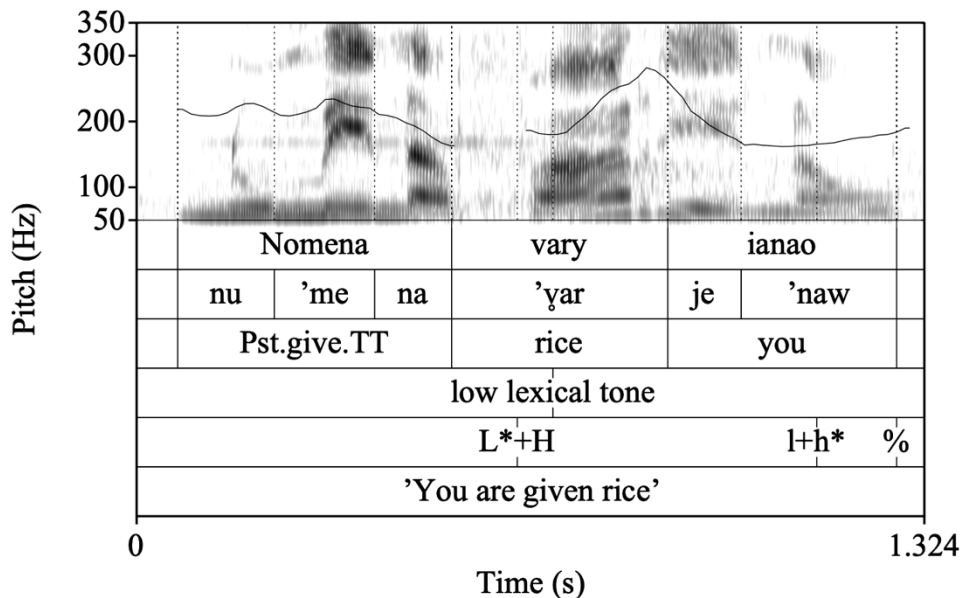 350
300
200
100
50
Pitch (Hz)
Nomena vary ianao
nu ’me na ’v̥ar je ’naw
Pst.give.TT rice you
low lexical tone
L*+H l+h* %
’You are given rice’
0 1.324
Time (s)